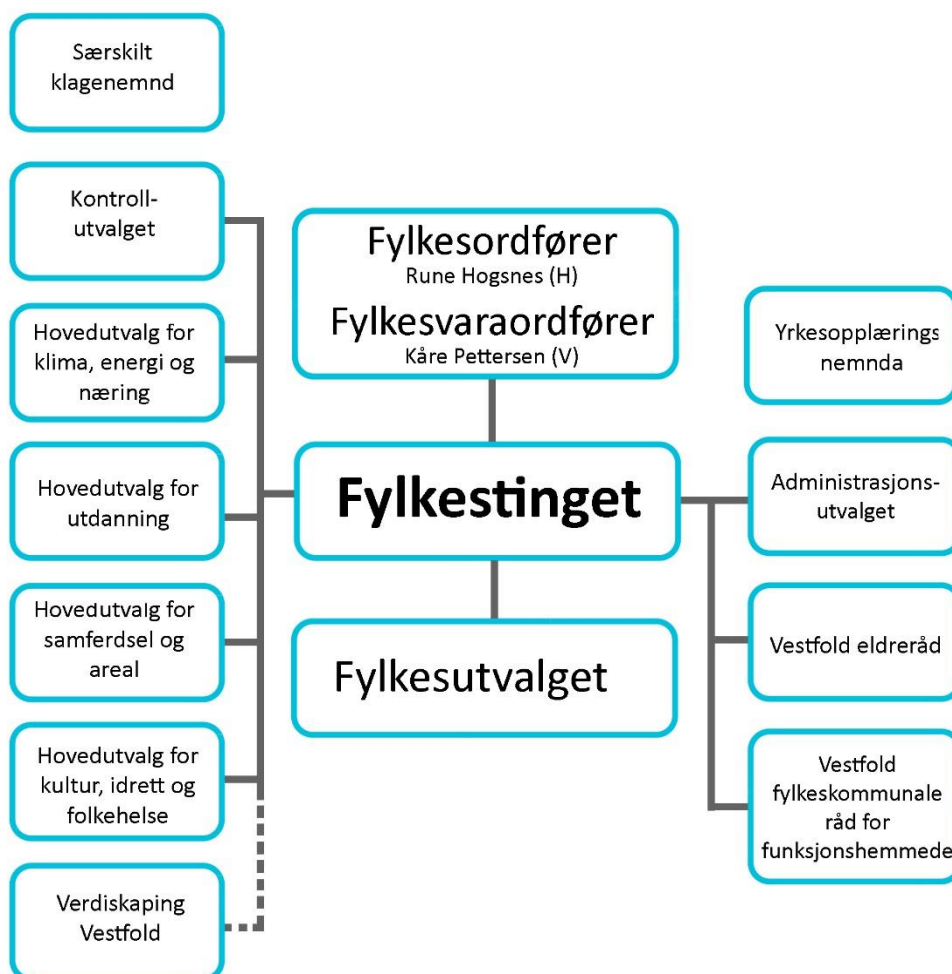 Særskilt
klagenemnd
Kontroll-
utvalget
Hovedutvalg for
klima, energi og
næring
Hovedutvalg for
utdanning
Hovedutvalg for
samferdsel og
areal
Hovedutvalg for
kultur, idrett og
folkehelse
Verdiskaping
Vestfold
Fylkesordfører
Rune Hogsnes (H)
Fylkesvaraordfører
Kåre Pettersen (V)
Fylkestinget
Fylkesutvalget
Yrkesopplærings
nemnda
Administrasjons-
utvalget
Vestfold eldreråd
Vestfold
fylkeskommunale
råd for
funksjonshemmede